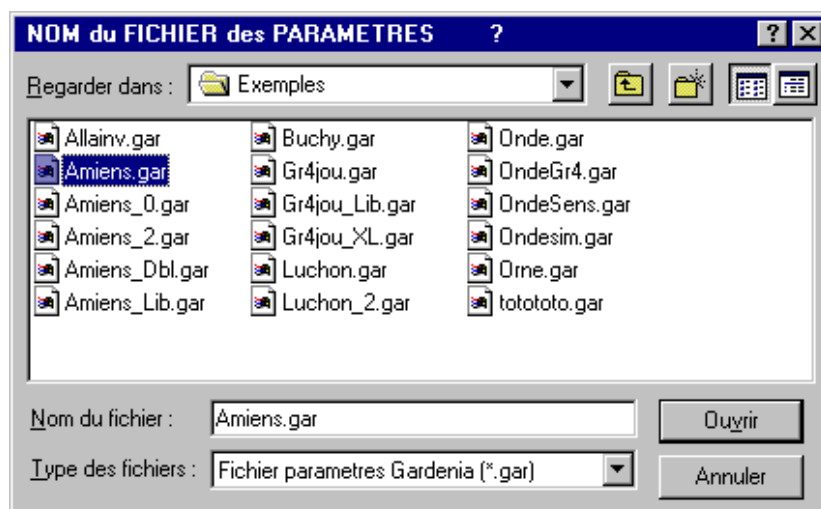 NOM du FICHIER des PARAMETRES ?
Regarder dans : Exemples
Allainv.gar Buchy.gar Onde.gar
Amiens.gar Gr4jou.gar OndeGr4.gar
Amiens_0.gar Gr4jou_Lib.gar OndeSens.gar
Amiens_2.gar Gr4jou_XL.gar Ondesim.gar
Amiens_Dbl.gar Luchon.gar Orne.gar
Amiens_Lib.gar Luchon_2.gar totototo.gar
Nom du fichier : Amiens.gar Ouvrir
Type des fichiers : Fichier parametres Gardenia (*.gar) Annuler